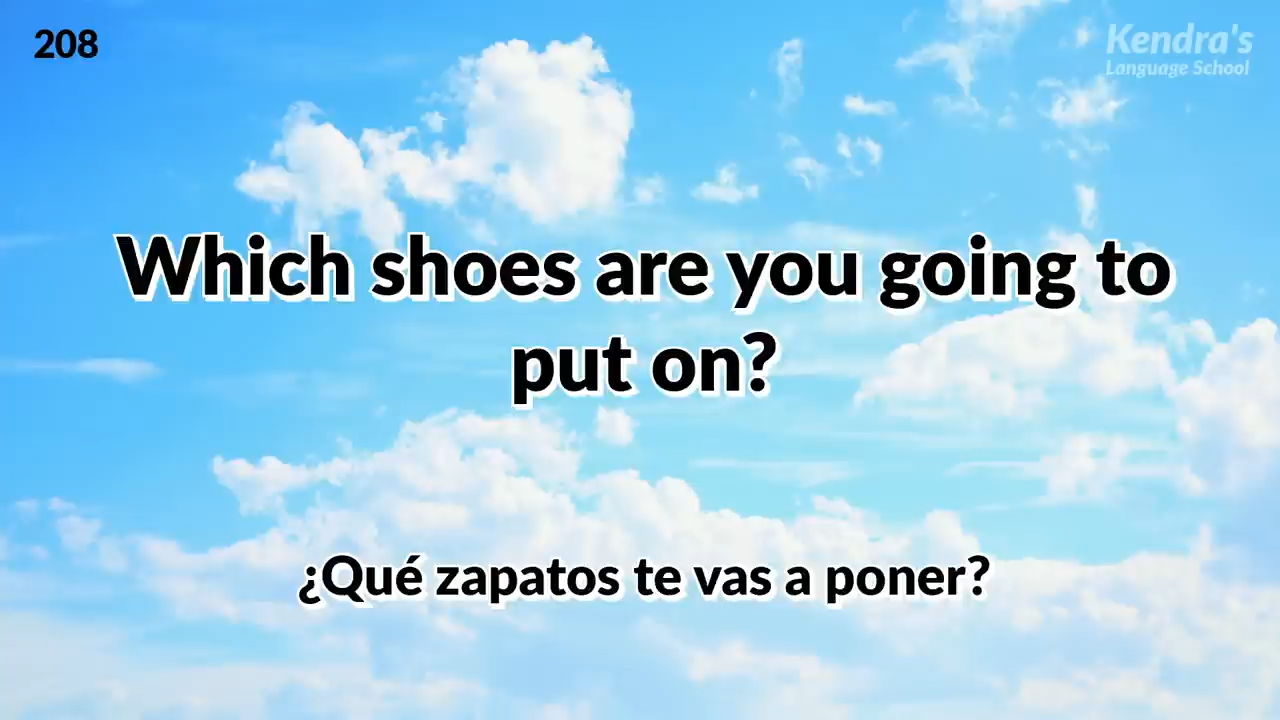 208
Kendra's
Language School
Which shoes are you going to
put on?
¿Qué zapatos te vas a poner?